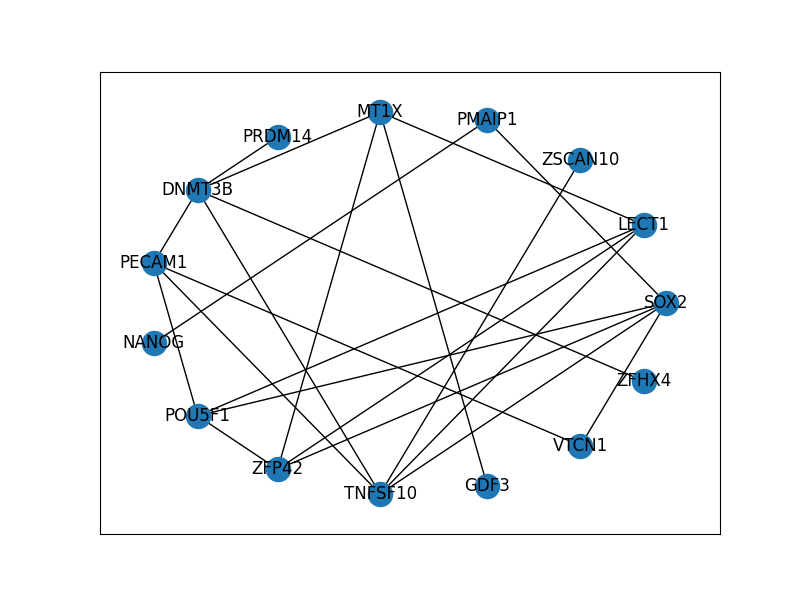 MT1X
PMAIP1
PRDM14
ZSCAN10
DNMT3B
LECT1
PECAM1
SOX2
NANOG
ZFHX4
POU5F1
VTCN1
ZFP42
TNFSF10
GDF3